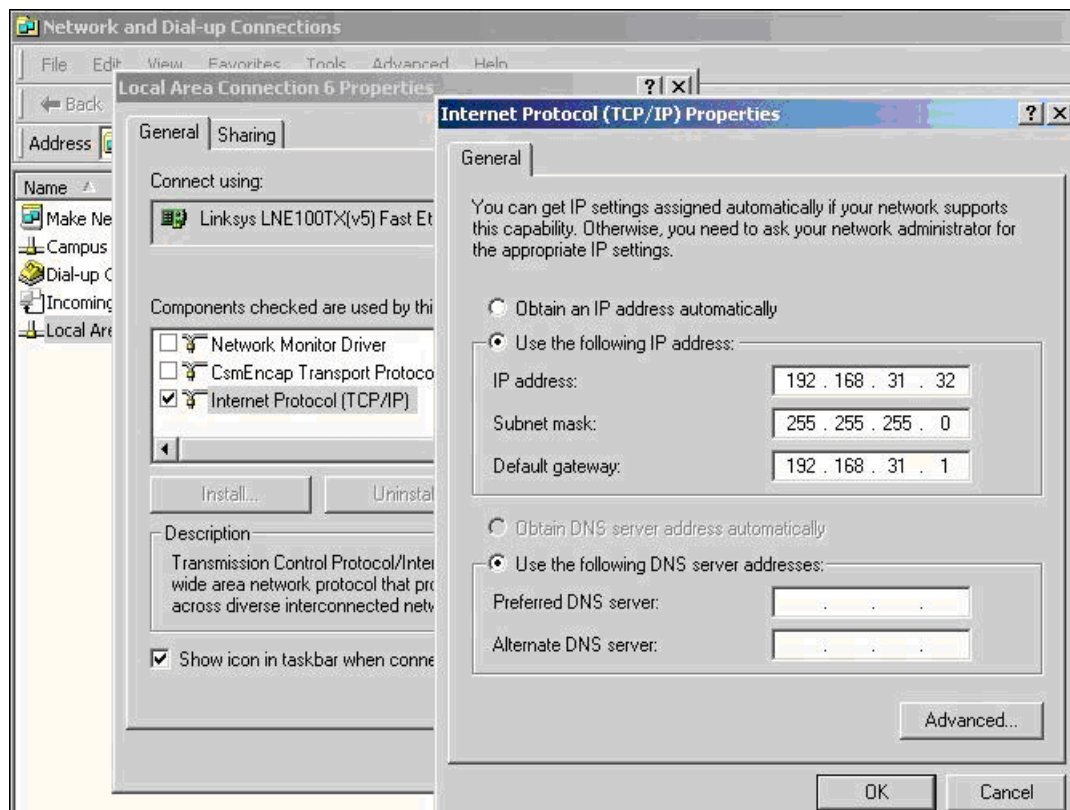 Network and Dial-up Connections
File Edit View Favorites Tools Advanced Help
Back
Address
Name
Make Ne
Campus
Dial-up C
Incoming
Local Are
Local Area Connection 6 Properties
General Sharing
Connect using:
Linksys LNE100TX(v5) Fast Et
Components checked are used by thi
Network Monitor Driver
CsmEncap Transport Protoco
Internet Protocol (TCP/IP)
Install... Uninstal
Description
Transmission Control Protocol/Inter
wide area network protocol that pro
across diverse interconnected netw
Show icon in taskbar when conne
Internet Protocol (TCP/IP) Properties
General
You can get IP settings assigned automatically if your network supports
this capability. Otherwise, you need to ask your network administrator for
the appropriate IP settings.
Obtain an IP address automatically
Use the following IP address:
IP address: 192 . 168 . 31 . 32
Subnet mask: 255 . 255 . 255 . 0
Default gateway: 192 . 168 . 31 . 1
Obtain DNS server address automatically
Use the following DNS server addresses:
Preferred DNS server: . . .
Alternate DNS server: . . .
Advanced...
OK Cancel